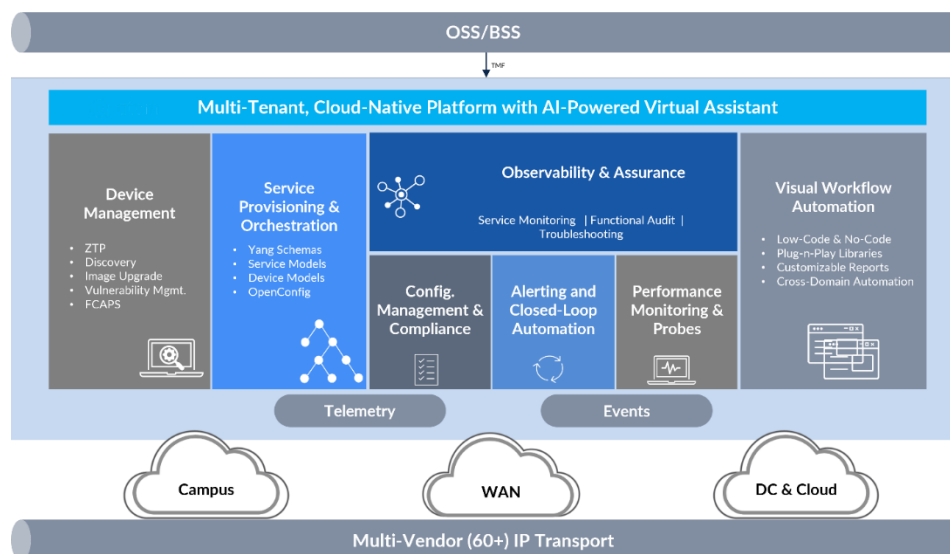 OSS/BSS
TMF
Multi-Tenant, Cloud-Native Platform with AI-Powered Virtual Assistant
Device
Management
• ZTP
• Discovery
• Image Upgrade
• Vulnerability Mgmt.
• FCAPS
Service
Provisioning &
Orchestration
• Yang Schemas
• Service Models
• Device Models
• OpenConfig
Observability & Assurance
Service Monitoring | Functional Audit |
Troubleshooting
Config.
Management &
Compliance
Alerting and
Closed-Loop
Automation
Performance
Monitoring &
Probes
Visual Workflow
Automation
• Low-Code & No-Code
• Plug-n-Play Libraries
• Customizable Reports
• Cross-Domain Automation
Telemetry
Events
Campus
WAN
DC & Cloud
Multi-Vendor (60+) IP Transport